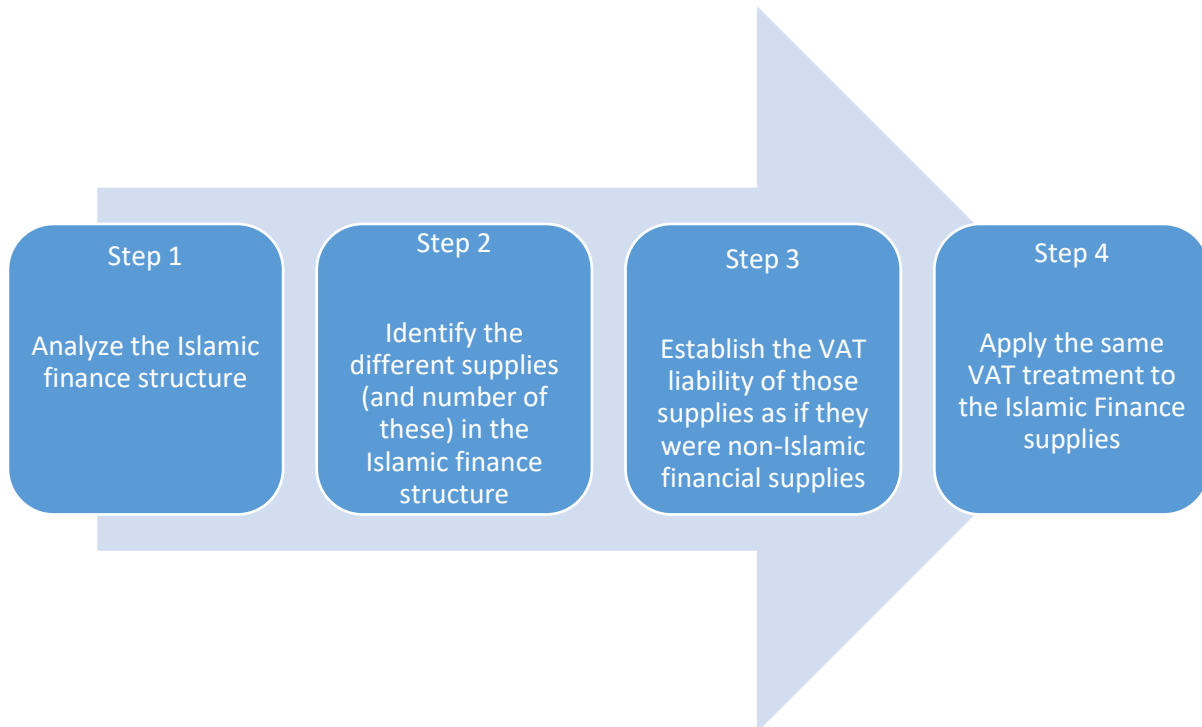 Step 1
Analyze the Islamic
finance structure
Step 2
Identify the
different supplies
(and number of
these) in the
Islamic finance
structure
Step 3
Establish the VAT
liability of those
supplies as if they
were non-Islamic
financial supplies
Step 4
Apply the same
VAT treatment to
the Islamic Finance
supplies